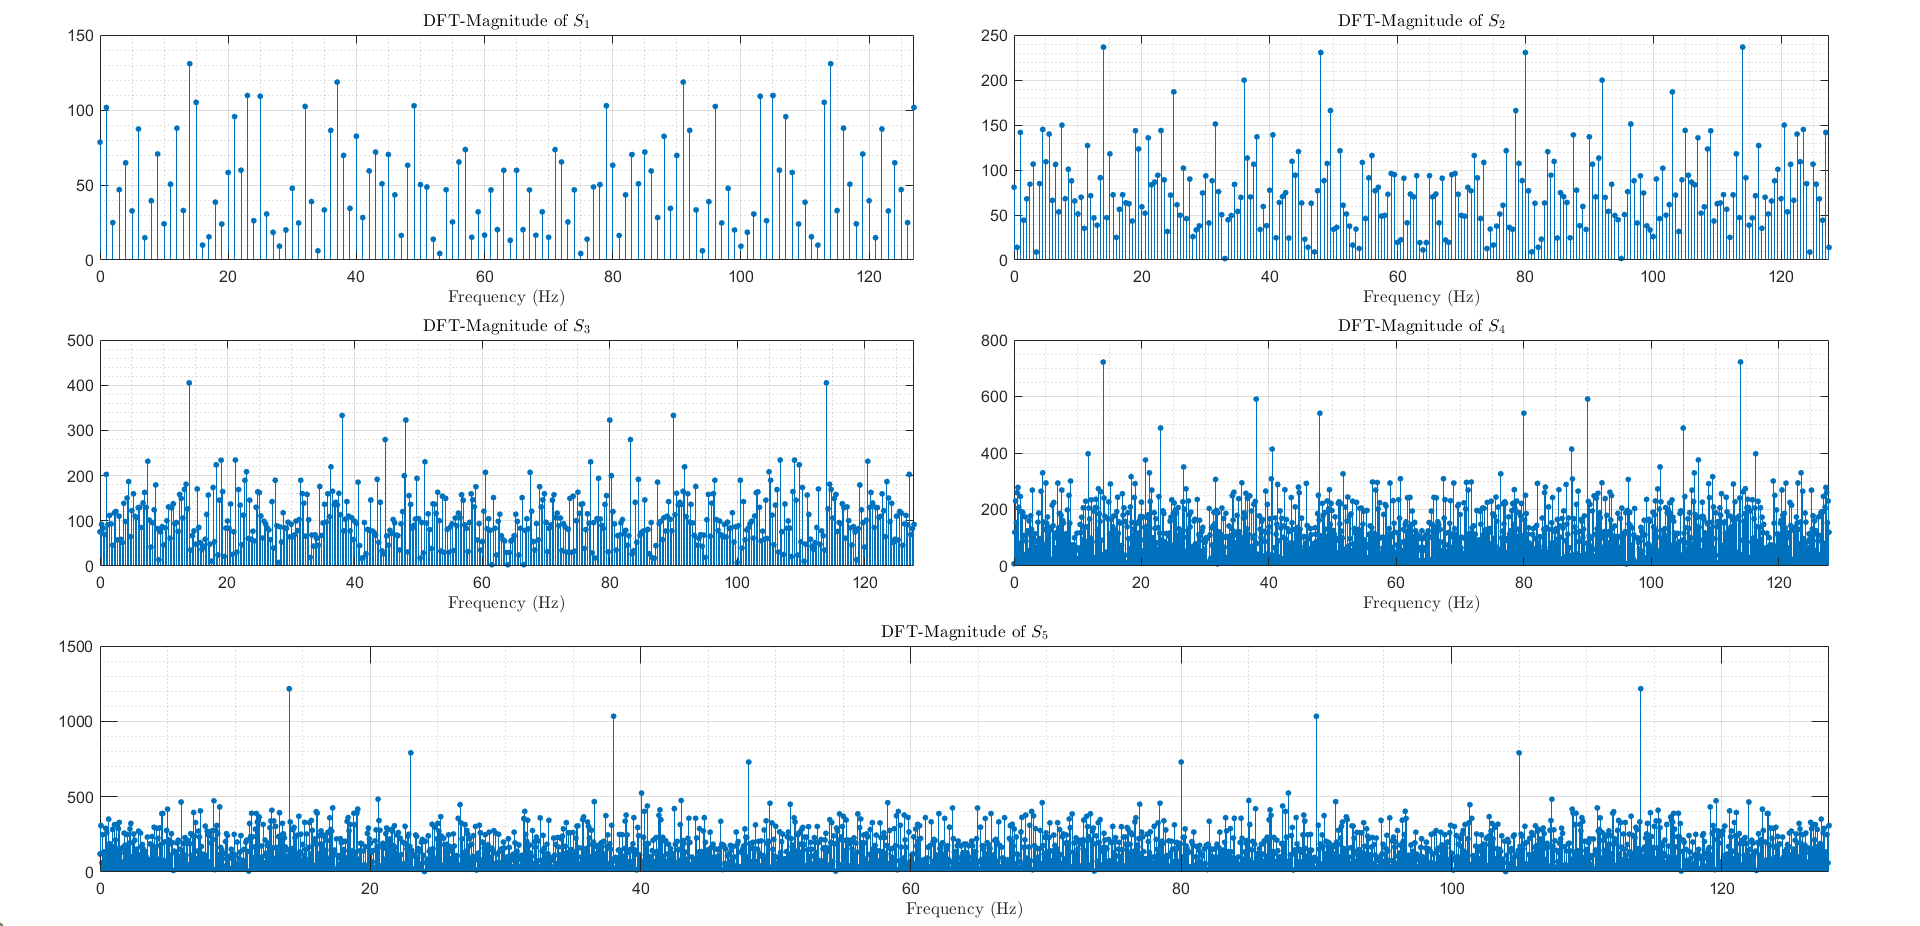 DFT-Magnitude of S₁
150
100
50
0
0 20 40 60 80 100 120
Frequency (Hz)
DFT-Magnitude of S₂
250
200
150
100
50
0
0 20 40 60 80 100 120
Frequency (Hz)
DFT-Magnitude of S₃
500
400
300
200
100
0
0 20 40 60 80 100 120
Frequency (Hz)
DFT-Magnitude of S₄
800
600
400
200
0
0 20 40 60 80 100 120
Frequency (Hz)
DFT-Magnitude of S₅
1500
1000
500
0
0 20 40 60 80 100 120
Frequency (Hz)